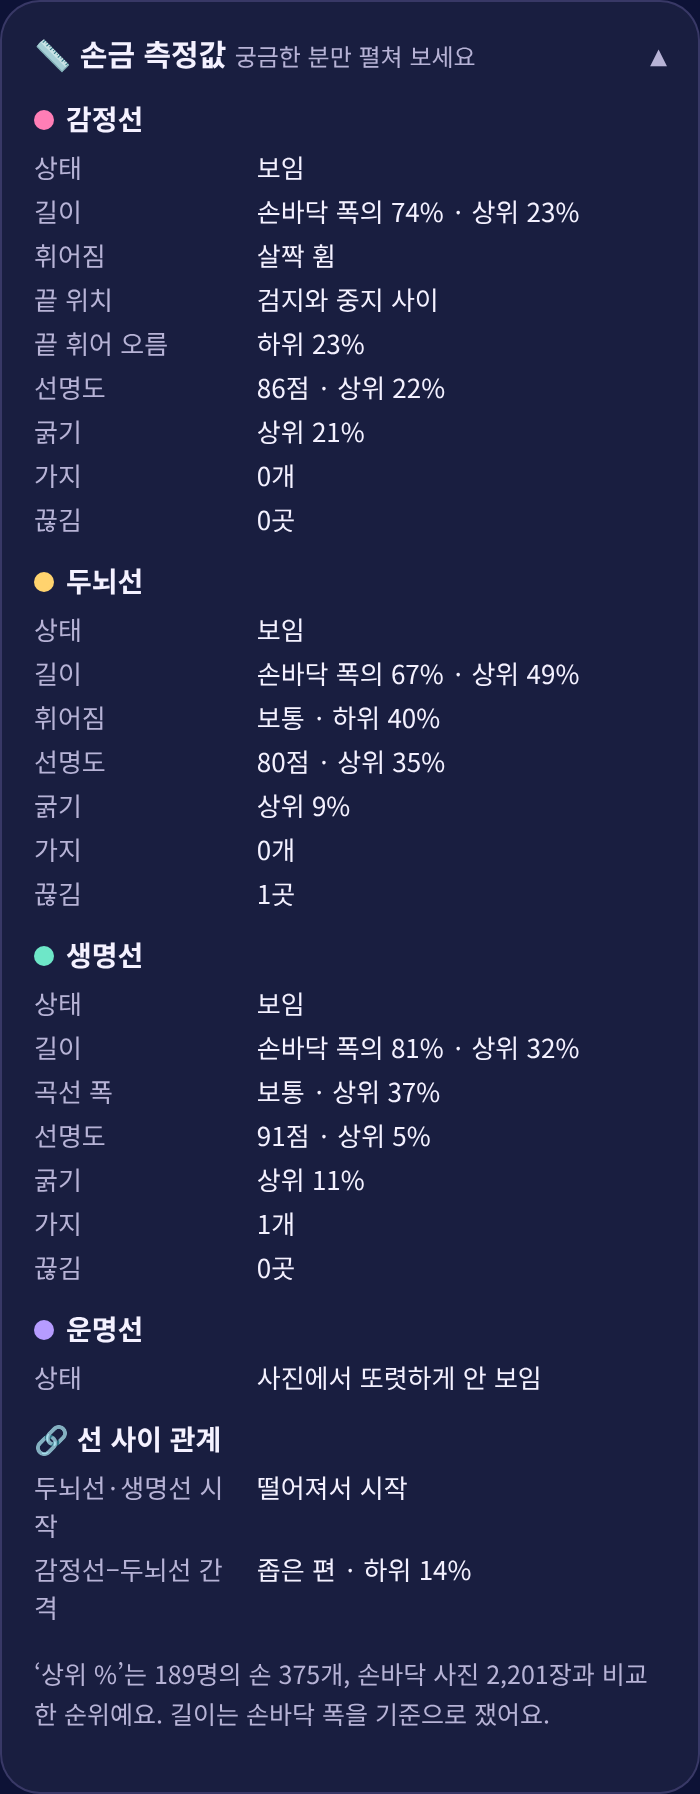 손금 측정값 궁금한 분만 펼쳐 보세요 ▲
감정선
상태 보임
길이 손바닥 폭의 74% · 상위 23%
휘어짐 살짝 휨
끝 위치 검지와 중지 사이
끝 휘어 오름 하위 23%
선명도 86점 · 상위 22%
굵기 상위 21%
가지 0개
끊김 0곳
두뇌선
상태 보임
길이 손바닥 폭의 67% · 상위 49%
휘어짐 보통 · 하위 40%
선명도 80점 · 상위 35%
굵기 상위 9%
가지 0개
끊김 1곳
생명선
상태 보임
길이 손바닥 폭의 81% · 상위 32%
곡선 폭 보통 · 상위 37%
선명도 91점 · 상위 5%
굵기 상위 11%
가지 1개
끊김 0곳
운명선
상태 사진에서 또렷하게 안 보임
선 사이 관계
두뇌선·생명선 시 떨어져서 시작
작
감정선–두뇌선 간 좁은 편 · 하위 14%
격
‘상위 %’는 189명의 손 375개, 손바닥 사진 2,201장과 비교
한 순위예요. 길이는 손바닥 폭을 기준으로 쟀어요.